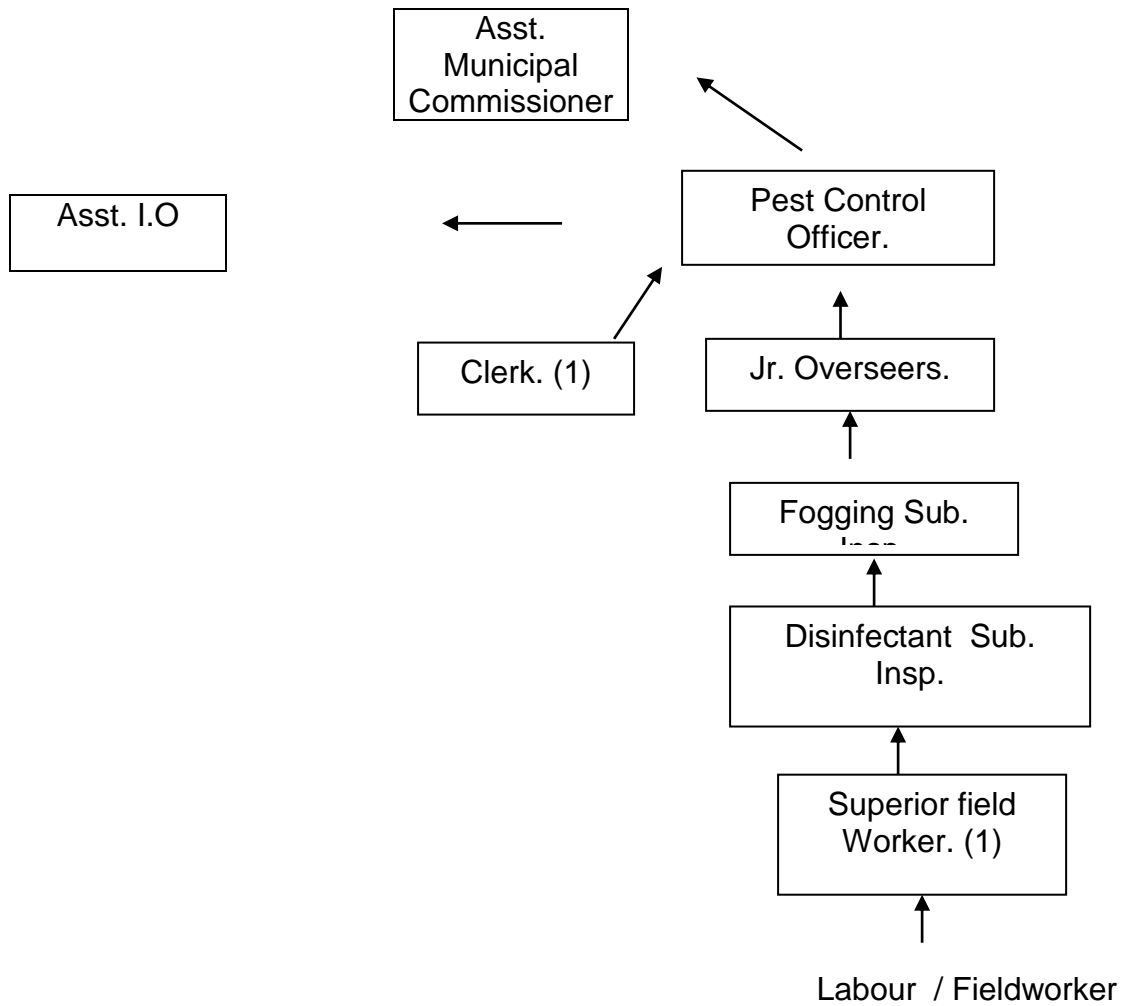 Asst.
Municipal
Commissioner
Pest Control
Officer.
Asst. I.O
Clerk. (1)
Jr. Overseers.
Fogging Sub.
Disinfectant Sub.
Insp.
Superior field
Worker. (1)
Labour / Fieldworker